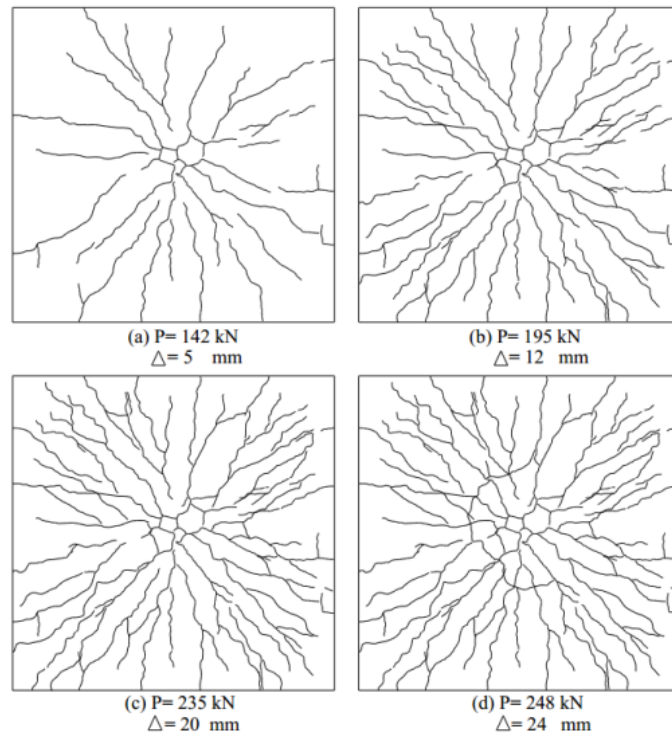 (a) P= 142 kN
△= 5 mm
(b) P= 195 kN
△= 12 mm
(c) P= 235 kN
△= 20 mm
(d) P= 248 kN
△= 24 mm